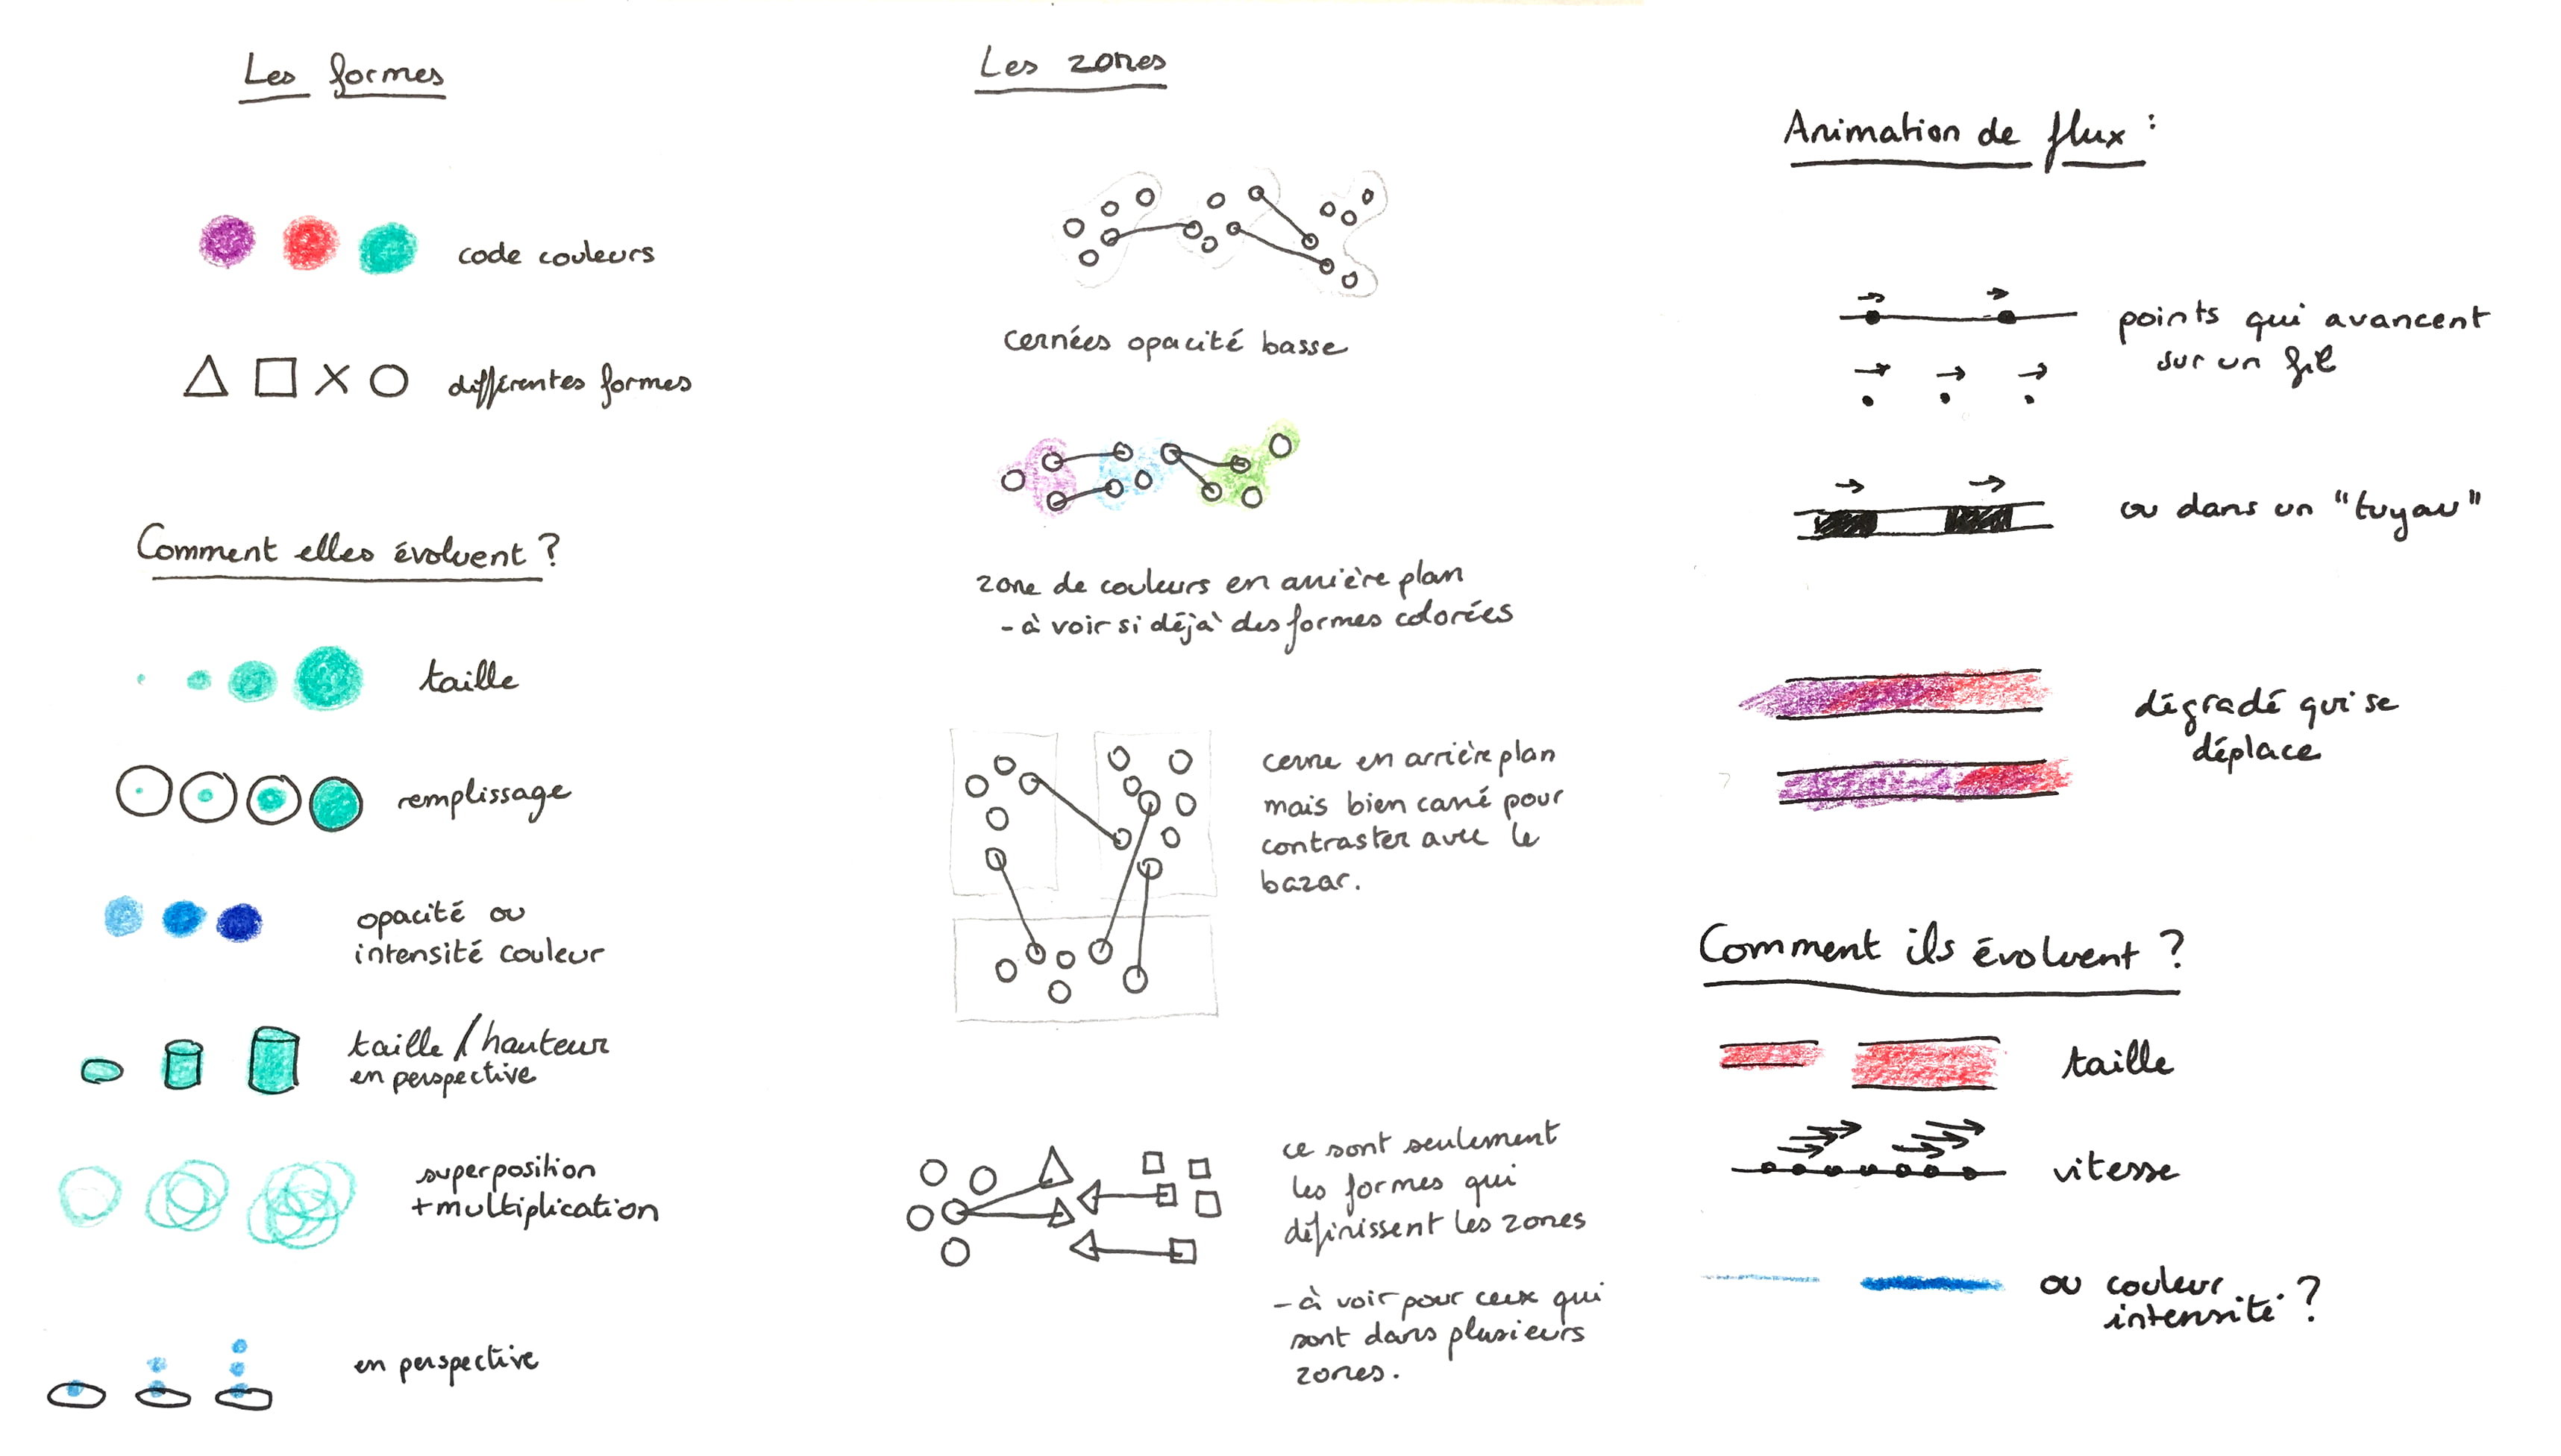 Les formes
code couleurs
différentes formes
Comment elles évoluent ?
taille
remplissage
opacité ou
intensité couleur
taille / hauteur
en perspective
superposition
+ multiplication
en perspective
Les zones
cernées opacité basse
zone de couleurs en arrière plan
- à voir si déjà des formes colorées
cerne en arrière plan
mais bien carré pour
contraster avec le
bazar.
ce sont seulement
les formes qui
définissent les zones
- à voir pour ceux qui
sont dans plusieurs
zones.
Animation de flux :
points qui avancent
sur un fil
ou dans un "tuyau"
dégradé qui se
déplace
Comment ils évoluent ?
taille
vitesse
ou couleur
intensité ?